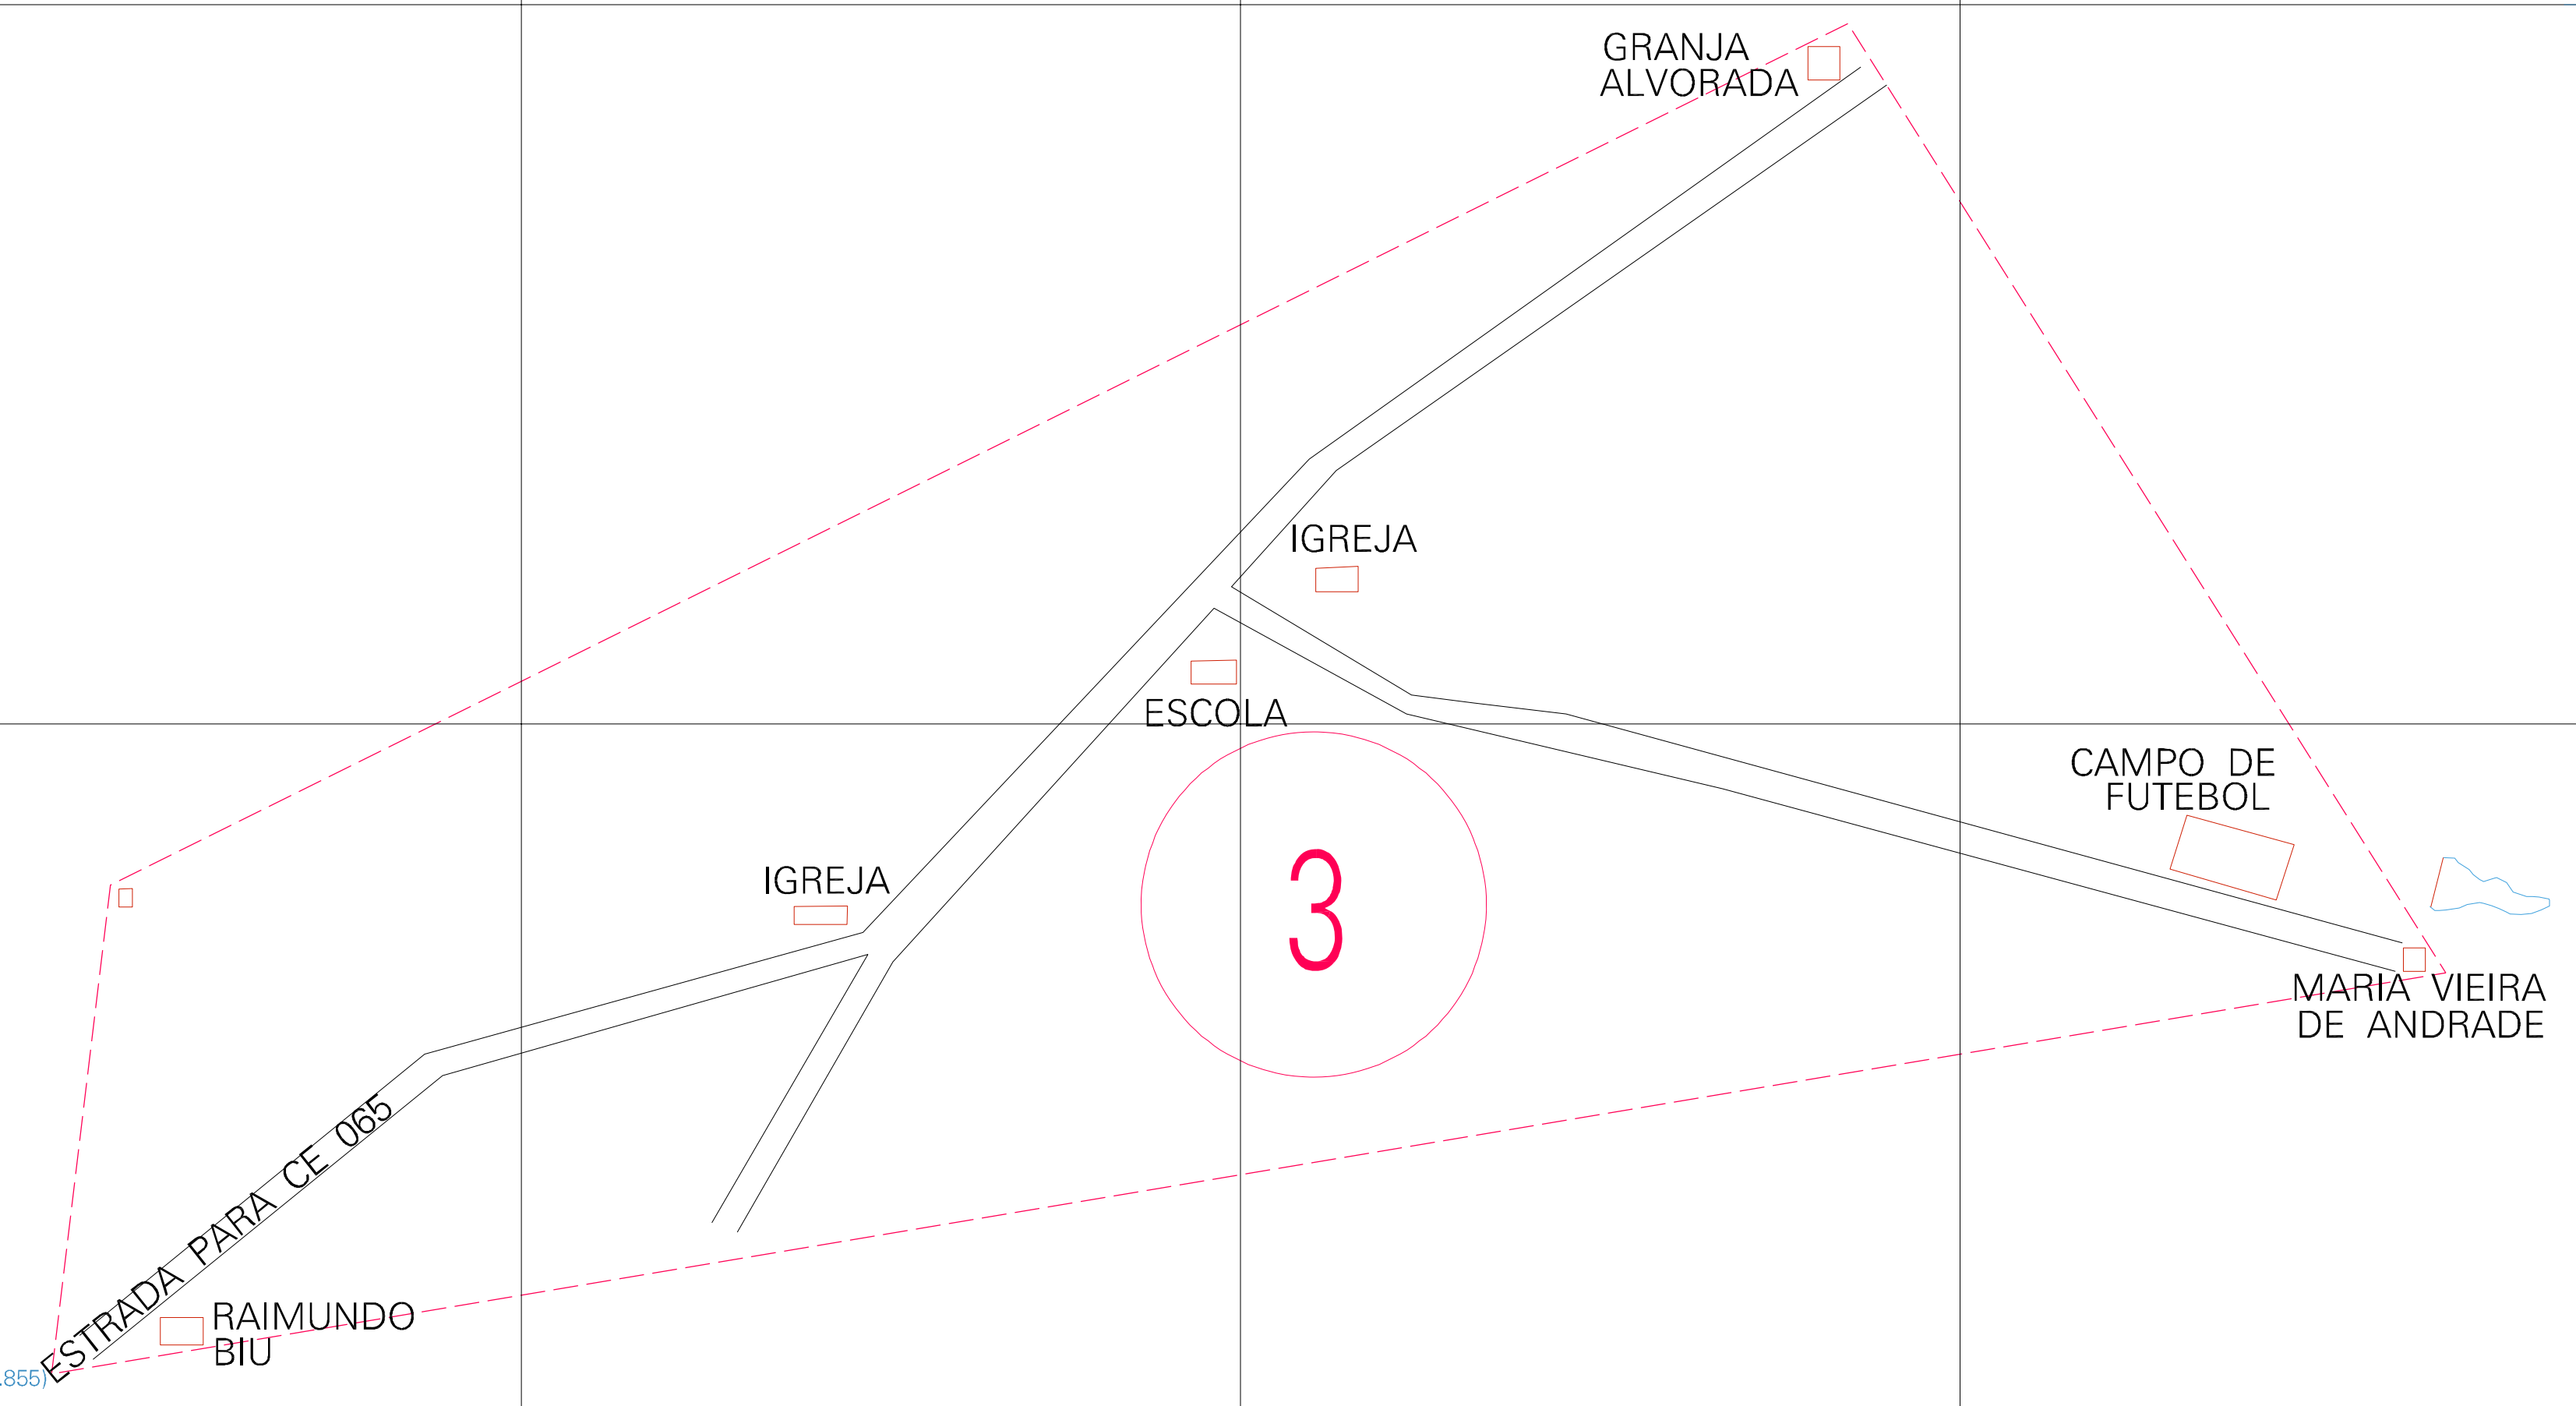 GRANJA
ALVORADA
IGREJA
ESCOLA
CAMPO DE
FUTEBOL
IGREJA
3
MARIA VIEIRA
DE ANDRADE
ESTRADA PARA CE 065
RAIMUNDO
BIU
.855)